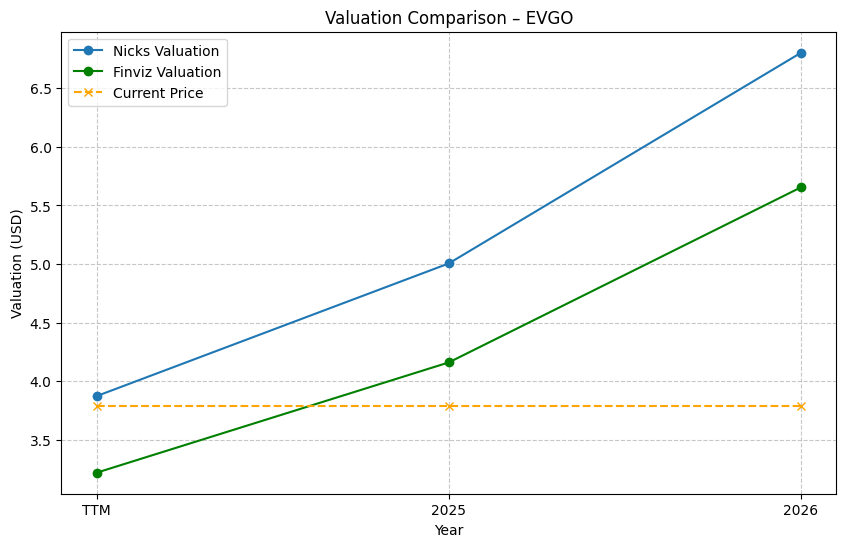 Valuation Comparison – EVGO
Nicks Valuation
Finviz Valuation
Current Price
Valuation (USD)
6.5
6.0
5.5
5.0
4.5
4.0
3.5
TTM
2025
2026
Year